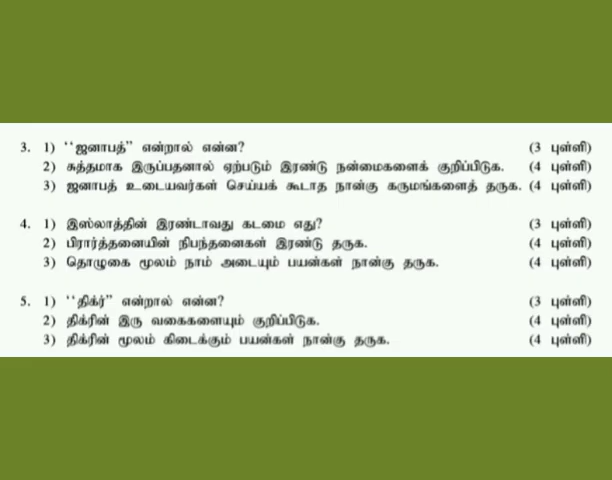 3. 1) ‘‘ஜனாபத்” என்றால் என்ன? (3 புள்ளி)
2) சுத்தமாக இருப்பதனால் ஏற்படும் இரண்டு நன்மைகளைக் குறிப்பிடுக. (4 புள்ளி)
3) ஜனாபத் உடையவர்கள் செய்யக் கூடாத நான்கு கருமங்களைத் தருக. (4 புள்ளி)
4. 1) இஸ்லாத்தின் இரண்டாவது கடமை எது? (3 புள்ளி)
2) பிரார்த்தனையின் நிபந்தனைகள் இரண்டு தருக. (4 புள்ளி)
3) தொழுகை மூலம் நாம் அடையும் பயன்கள் நான்கு தருக. (4 புள்ளி)
5. 1) ‘‘திக்ர்” என்றால் என்ன? (3 புள்ளி)
2) திக்ரின் இரு வகைகளையும் குறிப்பிடுக. (4 புள்ளி)
3) திக்ரின் மூலம் கிடைக்கும் பயன்கள் நான்கு தருக. (4 புள்ளி)